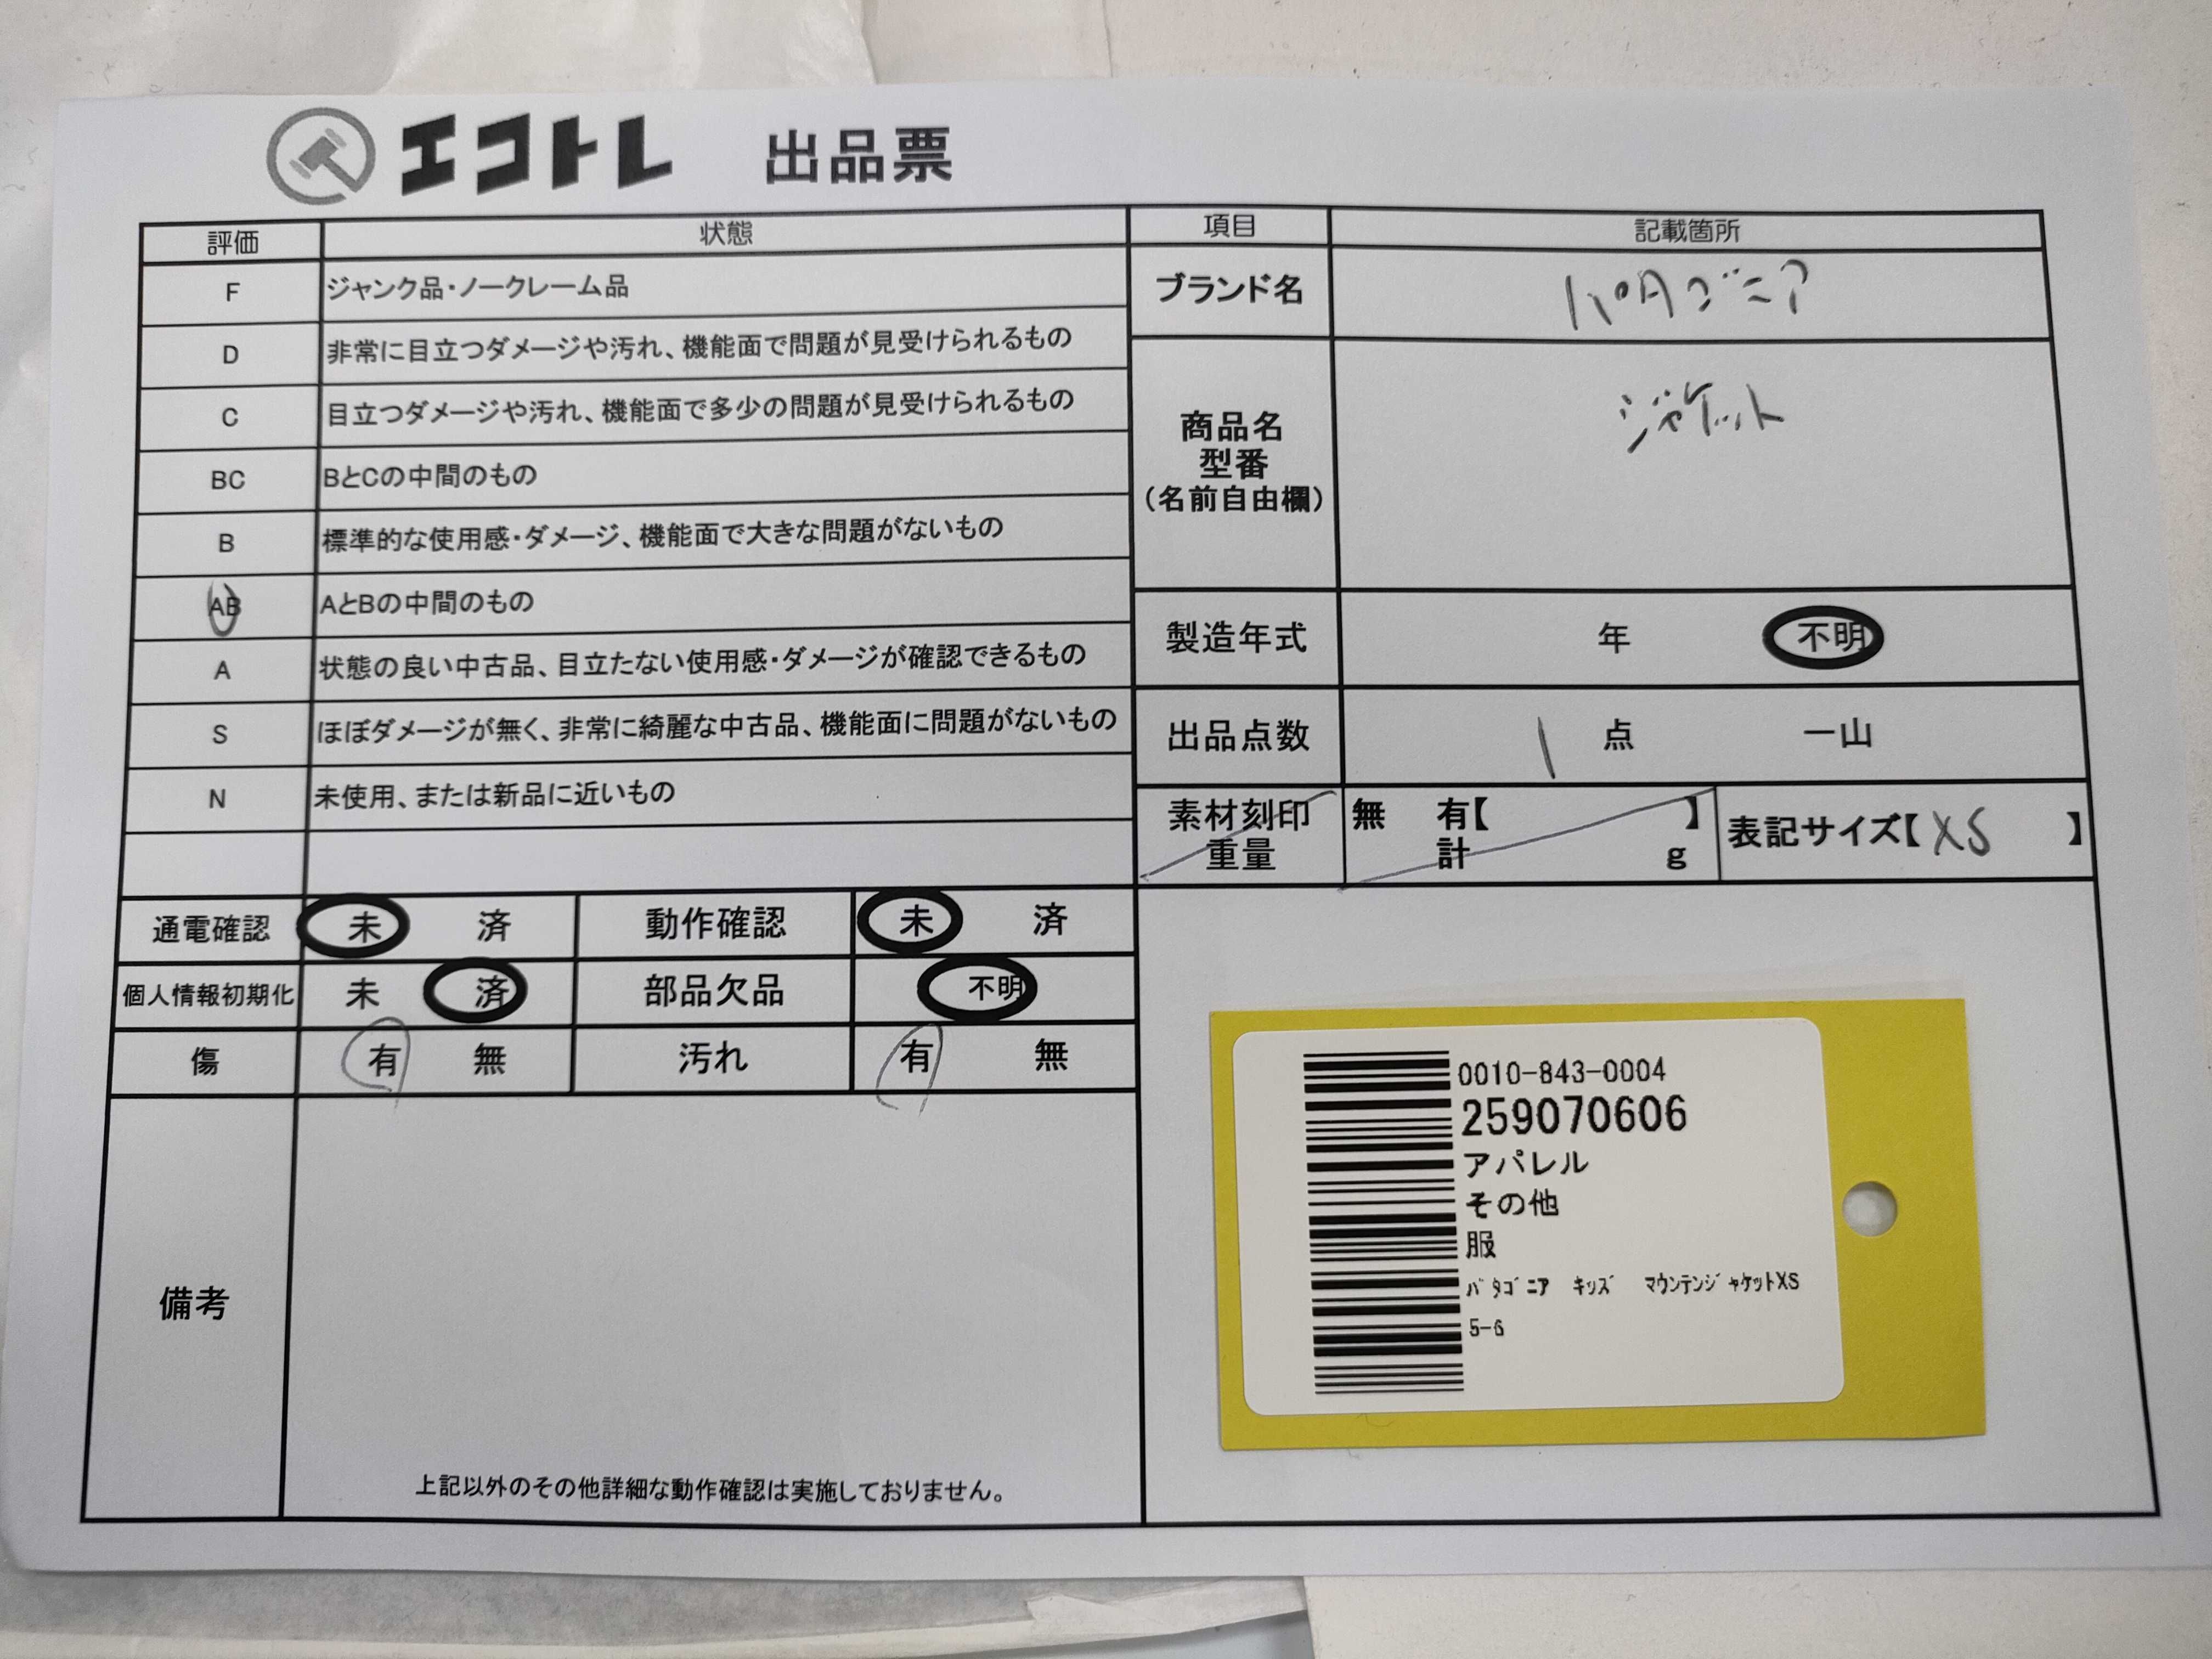 エコトレ 出品票
評価 状態
F ジャンク品・ノークレーム品
D 非常に目立つダメージや汚れ、機能面で問題が見受けられるもの
C 目立つダメージや汚れ、機能面で多少の問題が見受けられるもの
BC BとCの中間のもの
B 標準的な使用感・ダメージ、機能面で大きな問題がないもの
AB AとBの中間のもの
A 状態の良い中古品、目立たない使用感・ダメージが確認できるもの
S ほぼダメージが無く、非常に綺麗な中古品、機能面に問題がないもの
N 未使用、または新品に近いもの
項目 記載箇所
ブランド名 パタゴニア
商品名
型番
(名前自由欄)
ジャケット
製造年式 年 不明
出品点数 1 点 一山
素材刻印 無 有【 】
重量 計 g
表記サイズ【XS 】
通電確認 未 済 動作確認 未 済
個人情報初期化 未 済 部品欠品 不明
傷 有 無 汚れ 有 無
備考
上記以外のその他詳細な動作確認は実施しておりません。
0010-843-0004
259070606
アパレル
その他
服
ﾊﾟﾀｺﾞﾆｱ ｷｯｽﾞ ﾏｳﾝﾃﾝｼﾞｬｹｯﾄXS
5-6